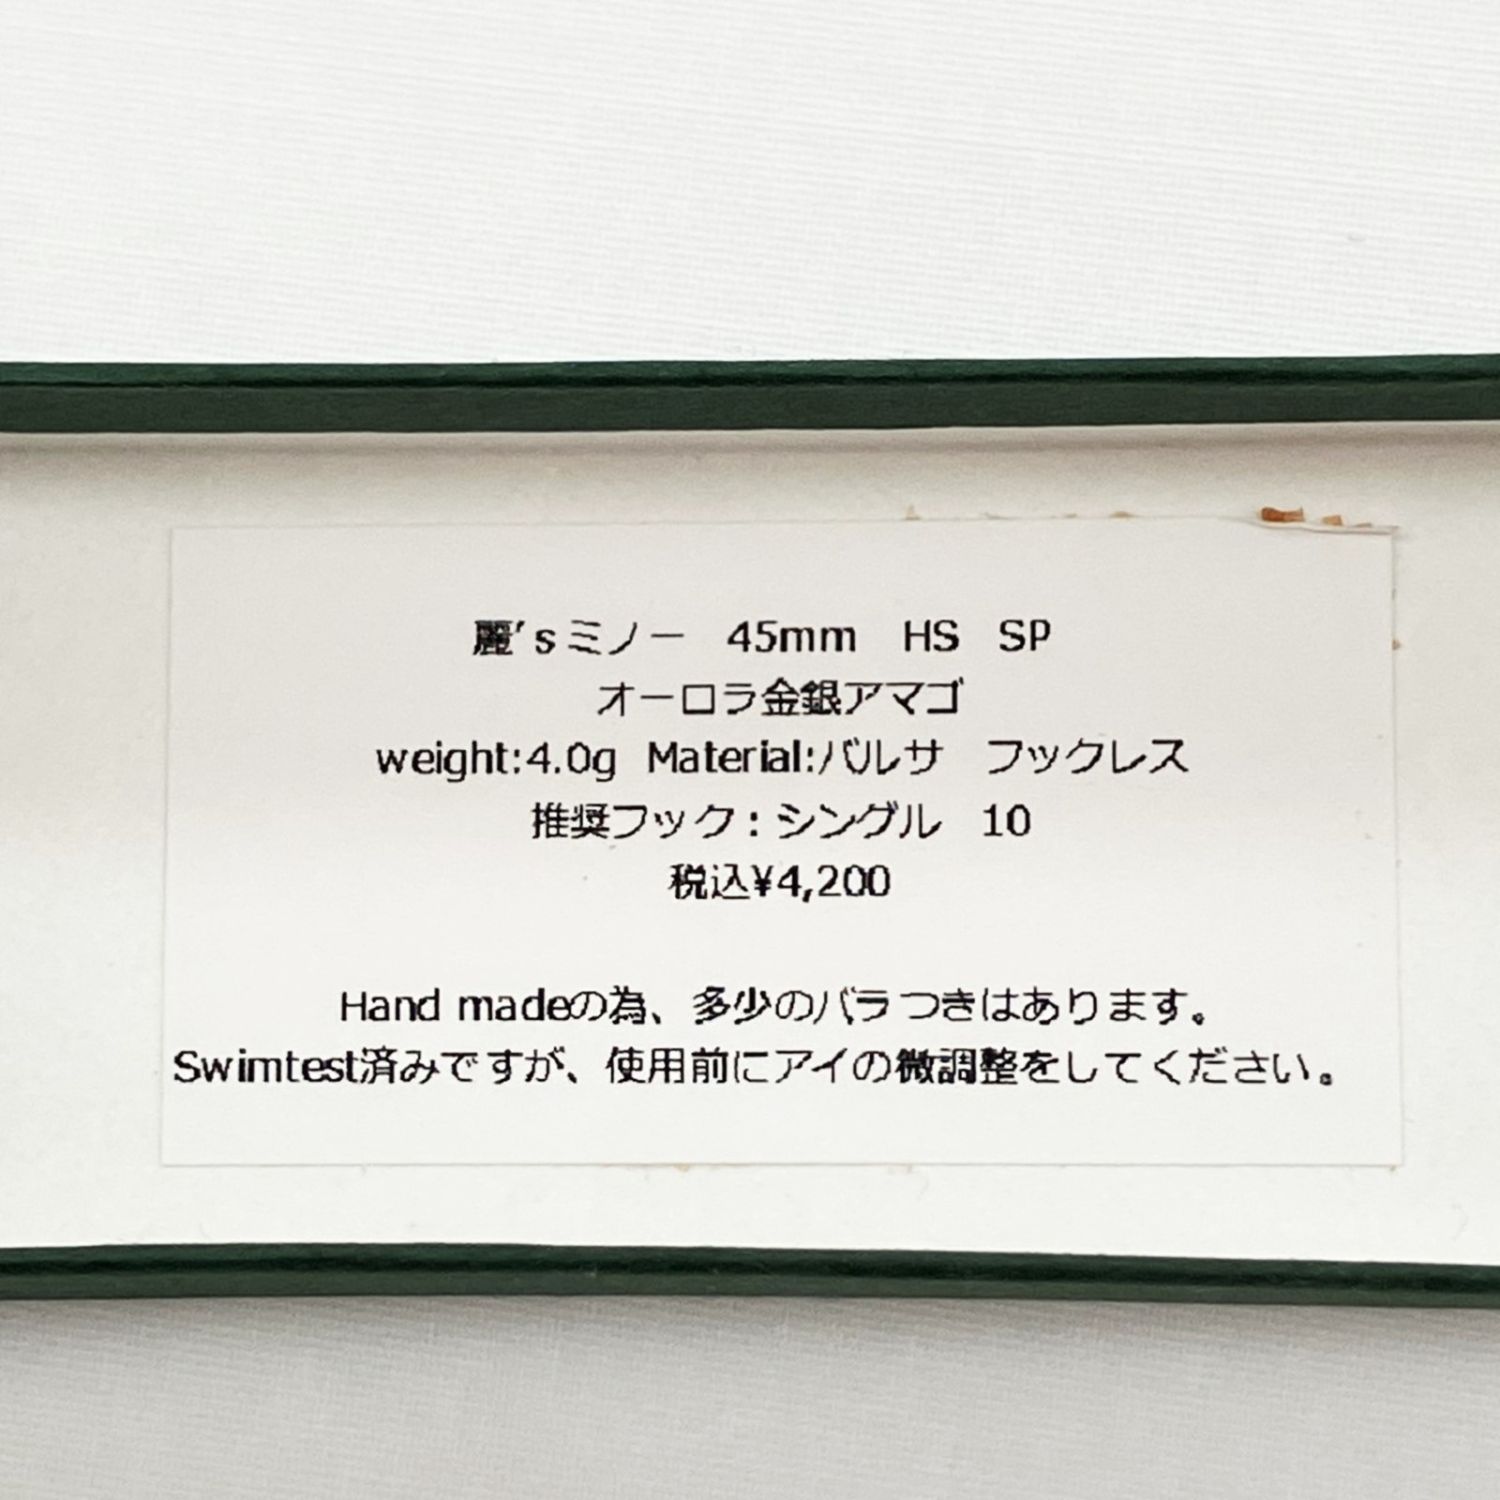 麗'sミノー　45mm　HS　SP
オーロラ金銀アマゴ
weight:4.0g Material:バルサ　フックレス
推奨フック：シングル　10
税込¥4,200
Hand madeの為、多少のバラつきはあります。
Swimtest済みですが、使用前にアイの微調整をしてください。